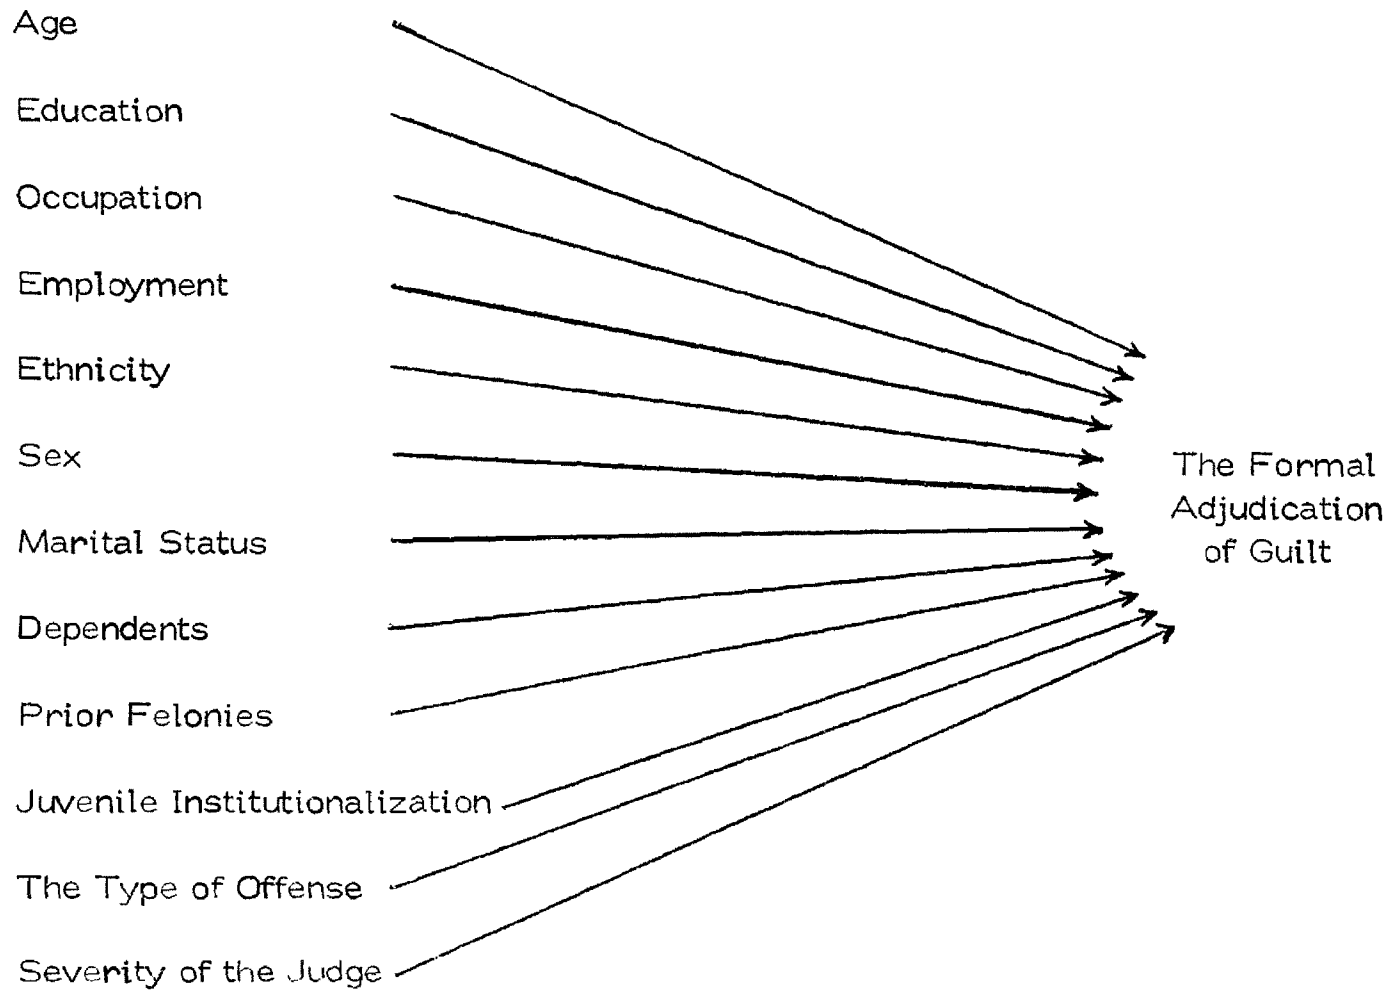 Age
Education
Occupation
Employment
Ethnicity
Sex
Marital Status
Dependents
Prior Felonies
Juvenile Institutionalization
The Type of Offense
Severity of the Judge
The Formal
Adjudication
of Guilt